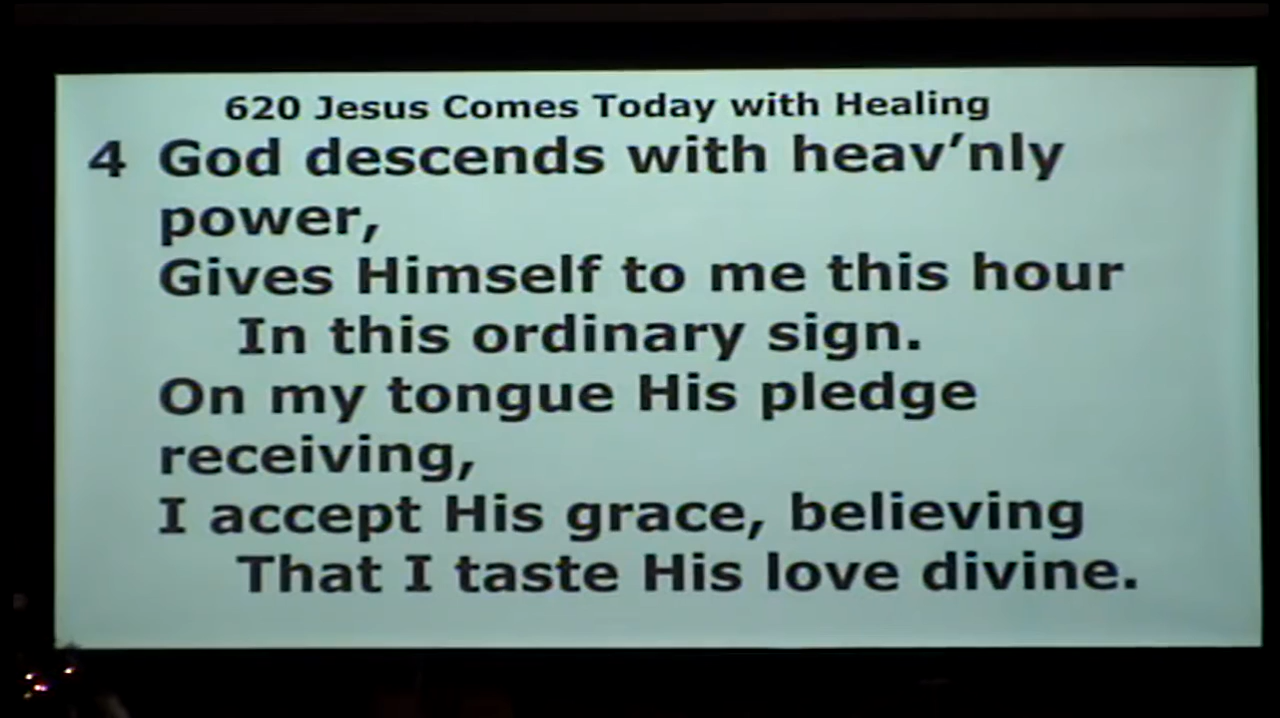 620 Jesus Comes Today with Healing
4 God descends with heav’nly
power,
Gives Himself to me this hour
In this ordinary sign.
On my tongue His pledge
receiving,
I accept His grace, believing
That I taste His love divine.